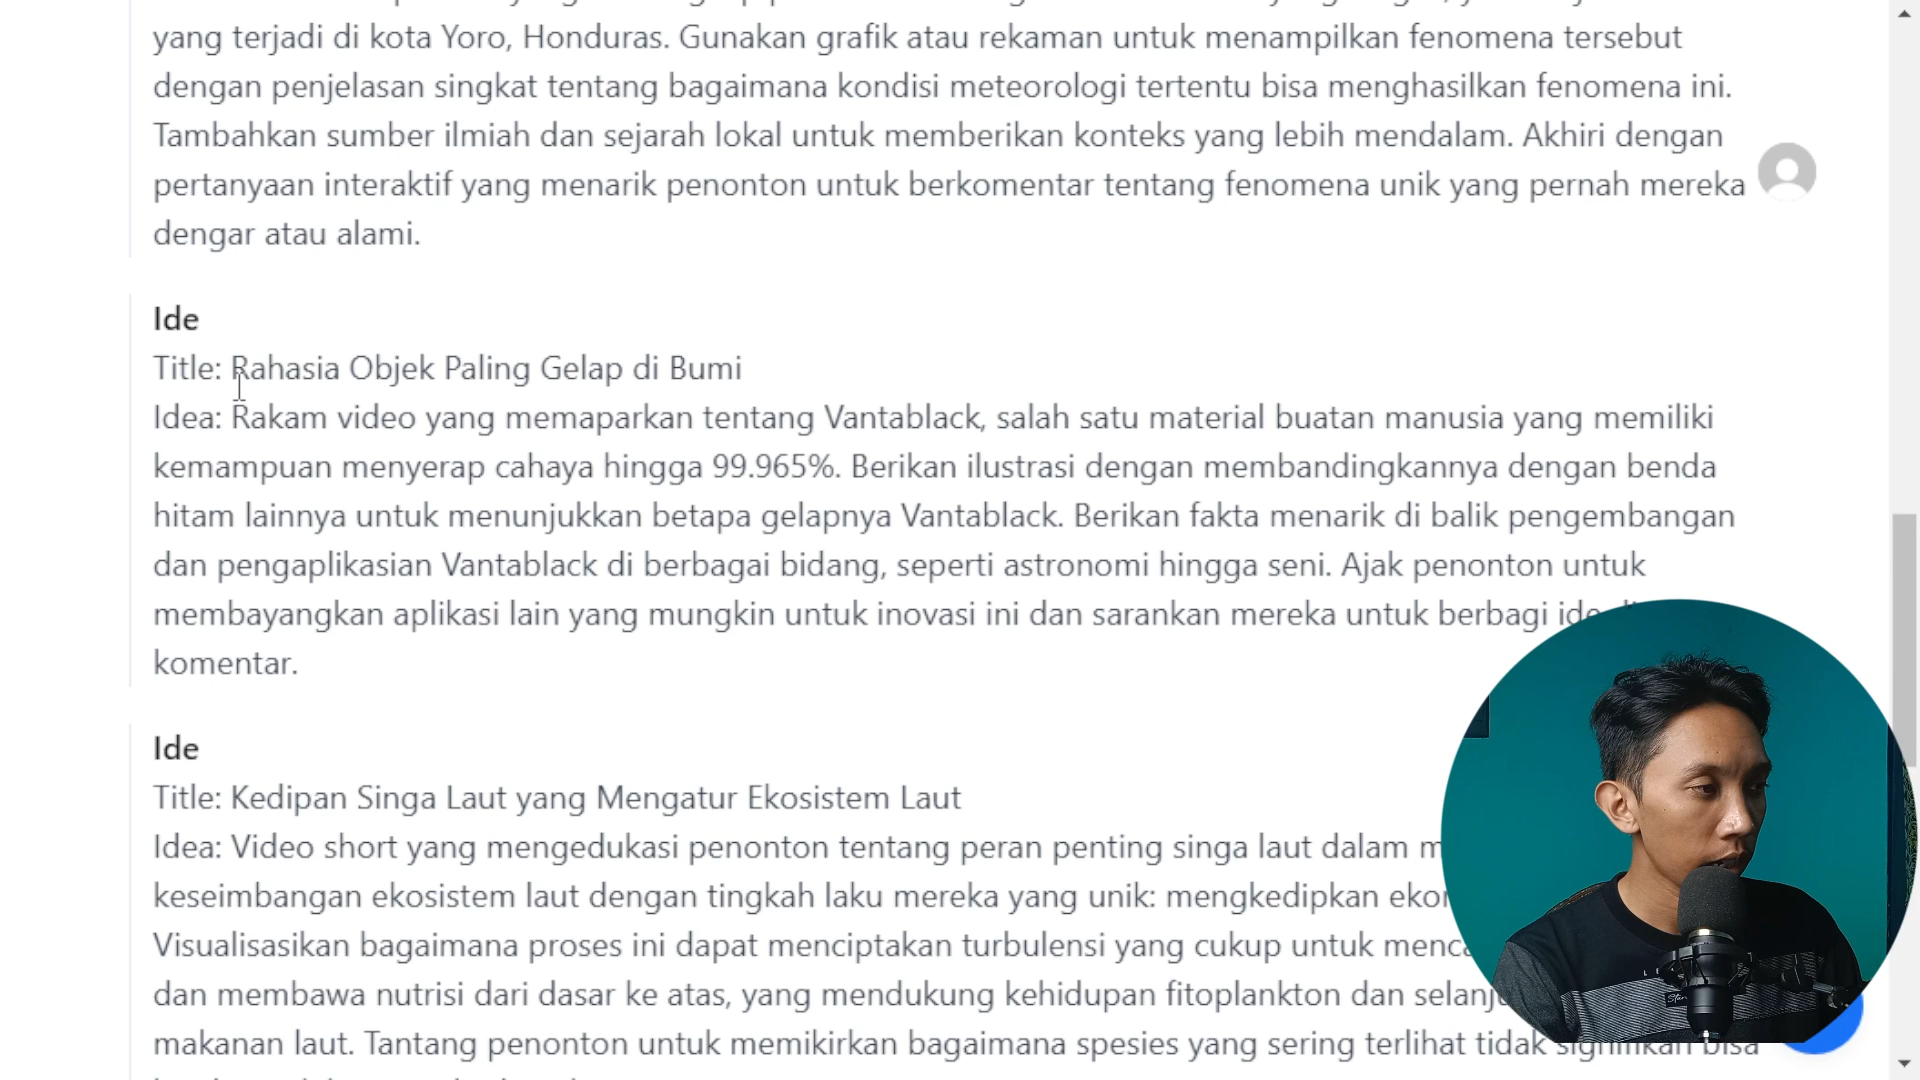 yang terjadi di kota Yoro, Honduras. Gunakan grafik atau rekaman untuk menampilkan fenomena tersebut
dengan penjelasan singkat tentang bagaimana kondisi meteorologi tertentu bisa menghasilkan fenomena ini.
Tambahkan sumber ilmiah dan sejarah lokal untuk memberikan konteks yang lebih mendalam. Akhiri dengan
pertanyaan interaktif yang menarik penonton untuk berkomentar tentang fenomena unik yang pernah mereka
dengar atau alami.
Ide
Title: Rahasia Objek Paling Gelap di Bumi
Idea: Rakam video yang memaparkan tentang Vantablack, salah satu material buatan manusia yang memiliki
kemampuan menyerap cahaya hingga 99.965%. Berikan ilustrasi dengan membandingkannya dengan benda
hitam lainnya untuk menunjukkan betapa gelapnya Vantablack. Berikan fakta menarik di balik pengembangan
dan pengaplikasian Vantablack di berbagai bidang, seperti astronomi hingga seni. Ajak penonton untuk
membayangkan aplikasi lain yang mungkin untuk inovasi ini dan sarankan mereka untuk berbagi ide
komentar.
Ide
Title: Kedipan Singa Laut yang Mengatur Ekosistem Laut
Idea: Video short yang mengedukasi penonton tentang peran penting singa laut dalam
keseimbangan ekosistem laut dengan tingkah laku mereka yang unik: mengkedipkan
Visualisasikan bagaimana proses ini dapat menciptakan turbulensi yang cukup untuk
dan membawa nutrisi dari dasar ke atas, yang mendukung kehidupan fitoplankton dan
makanan laut. Tantang penonton untuk memikirkan bagaimana spesies yang sering terlihat tidak signifikan bisa